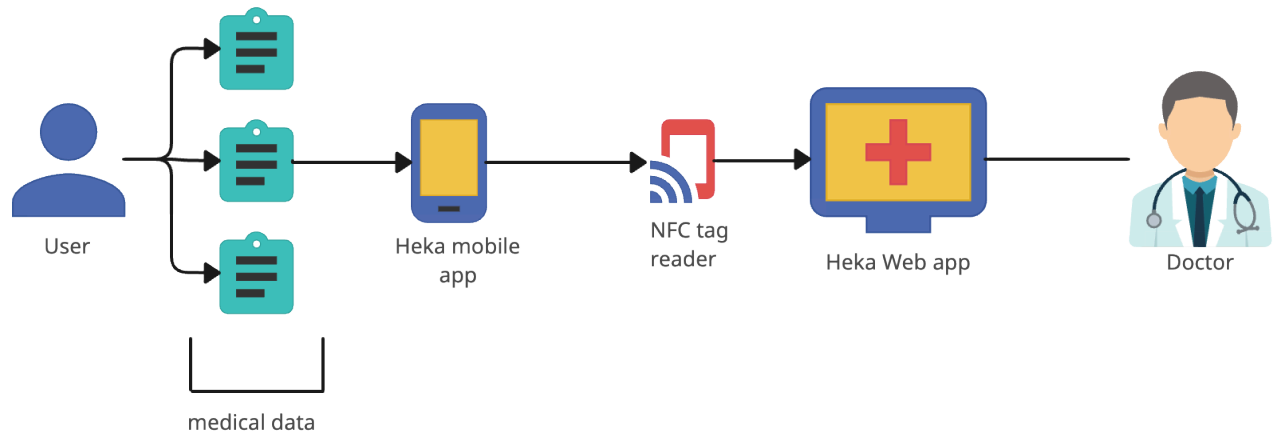 User
Heka mobile
app
NFC tag
reader
Heka Web app
Doctor
medical data